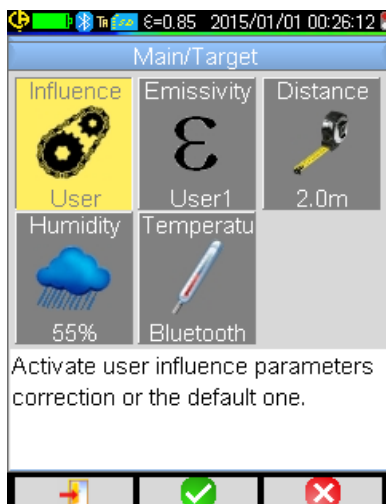 ε=0.85 2015/01/01 00:26:12
Main/Target
Influence Emissivity Distance
ε
User User1 2.0m
Humidity Temperatu
55% Bluetooth
Activate user influence parameters
correction or the default one.